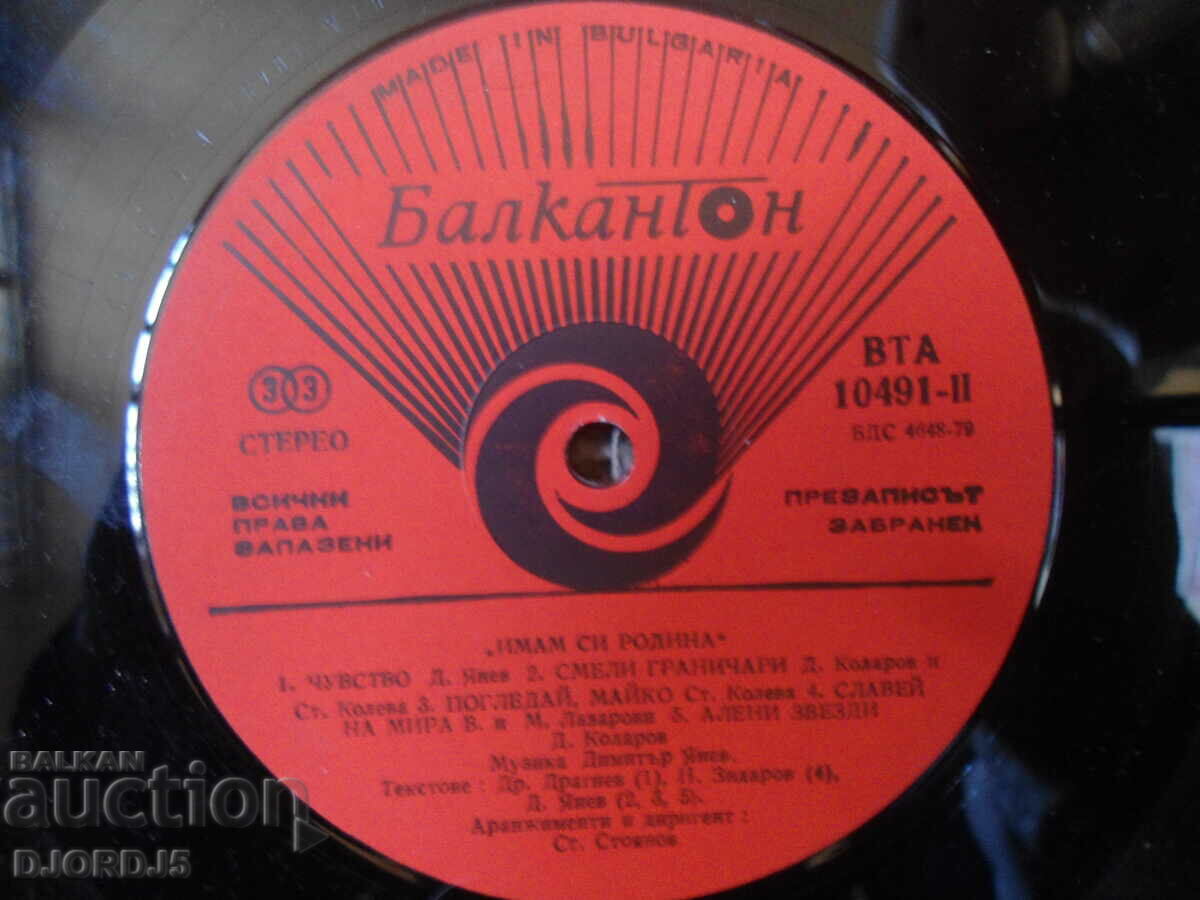 MADE IN BULGARIA
Балкантон
33
СТЕРЕО
ВТА
10491-II
БДС 4648-79
ВСИЧКИ
ПРАВА
ЗАПАЗЕНИ
ПРЕЗАПИСЪТ
ЗАБРАНЕН
„ИМАМ СИ РОДИНА“
1. ЧУВСТВО Д. Янев 2. СМЕЛИ ГРАНИЧАРИ Д. Коларов и
Ст. Колева 3. ПОГЛЕДАЙ, МАЙКО Ст. Колева 4. СЛАВЕЙ
НА МИРА В. и М. Лазарови 5. АЛЕНИ ЗВЕЗДИ
Д. Коларов
Музика Димитър Янев.
Текстове: Др. Драгнев (1), Н. Зидаров (4),
Д. Янев (2, 3, 5).
Аранжименти и диригент:
Ст. Стоянов
BALKAN
auction
DJORDJ5